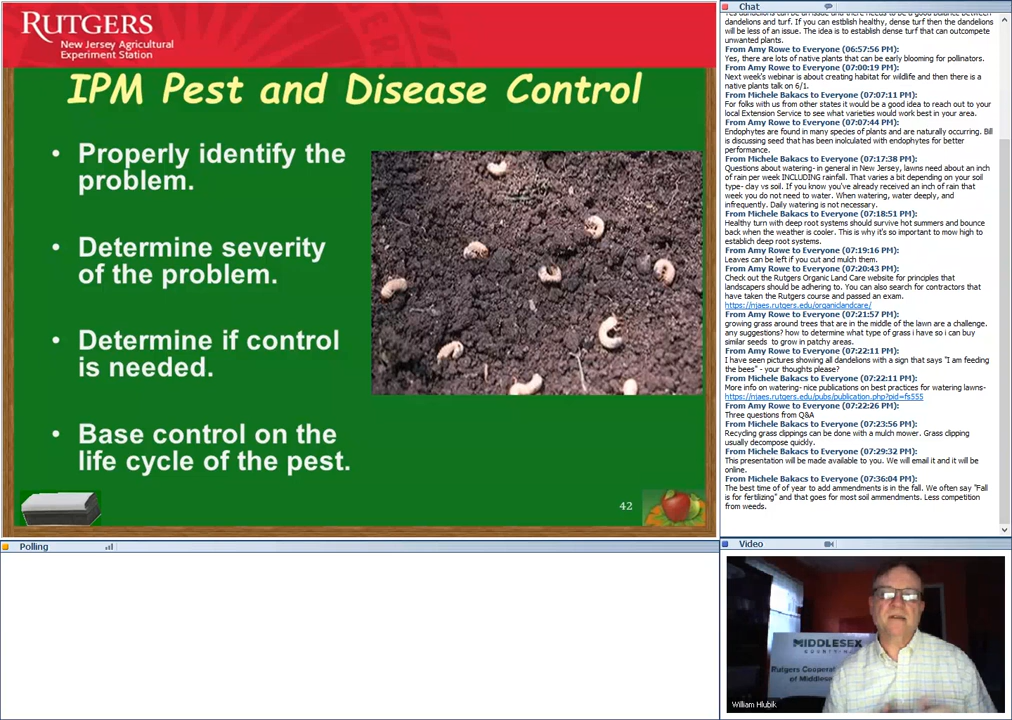 RUTGERS
New Jersey Agricultural
Experiment Station
IPM Pest and Disease Control
• Properly identify the
problem.
• Determine severity
of the problem.
• Determine if control
is needed.
• Base control on the
life cycle of the pest.
42
Polling
Chat
dandelions and turf. If you can estblish healthy, dense turf then the dandelions
will be less of an issue. The idea is to establish dense turf that can outcompete
unwanted plants.
From Amy Rowe to Everyone (06:57:56 PM):
Yes, there are lots of native plants that can be early blooming for pollinators.
From Amy Rowe to Everyone (07:00:19 PM):
Next week's webinar is about creating habitat for wildlife and then there is a
native plants talk on 6/1.
From Michele Bakacs to Everyone (07:07:11 PM):
For folks with us from other states it would be a good idea to reach out to your
local Extension Service to see what varieties would work best in your area.
From Amy Rowe to Everyone (07:07:44 PM):
Endophytes are found in many species of plants and are naturally occurring. Bill
is discussing seed that has been inolculated with endophytes for better
performance.
From Michele Bakacs to Everyone (07:17:38 PM):
Questions about watering- in general in New Jersey, lawns need about an inch
of rain per week INCLUDING rainfall. That varies a bit depending on your soil
type- clay vs soil. If you know you've already received an inch of rain that
week you do not need to water. When watering, water deeply, and
infrequently. Daily watering is not necessary.
From Michele Bakacs to Everyone (07:18:51 PM):
Healthy turn with deep root systems should survive hot summers and bounce
back when the weather is cooler. This is why it's so important to mow high to
establich deep root systems.
From Michele Bakacs to Everyone (07:19:16 PM):
Leaves can be left if you cut and mulch them.
From Michele Bakacs to Everyone (07:20:43 PM):
Check out the Rutgers Organic Land Care website for principles that
landscapers should be adhering to. You can also search for contractors that
have taken the Rutgers course and passed an exam.
https://njaes.rutgers.edu/organiclandcare/
From Amy Rowe to Everyone (07:21:57 PM):
growing grass around trees that are in the middle of the lawn are a challenge.
any suggestions? how to determine what type of grass i have so i can buy
similar seeds to grow in patchy areas.
From Amy Rowe to Everyone (07:22:11 PM):
I have seen pictures showing all dandelions with a sign that says "I am feeding
the bees" - your thoughts please?
From Michele Bakacs to Everyone (07:22:11 PM):
More info on watering-nice publications on best practices for watering lawns-
https://njaes.rutgers.edu/pubs/publication.php?pid=fs555
From Amy Rowe to Everyone (07:22:26 PM):
Three questions from Q&A
From Michele Bakacs to Everyone (07:23:56 PM):
Recycling grass clippings can be done with a mulch mower. Grass clipping
usually decompose quickly.
From Michele Bakacs to Everyone (07:29:32 PM):
This presentation will be made available to you. We will email it and it will be
online.
From Michele Bakacs to Everyone (07:36:04 PM):
The best time of of year to add ammendments is in the fall. We often say "Fall
is for fertilizing" and that goes for most soil ammendments. Less competition
from weeds.
Video
MIDDLESEX
Rutgers Coopera
of Middlese
William Hlubik